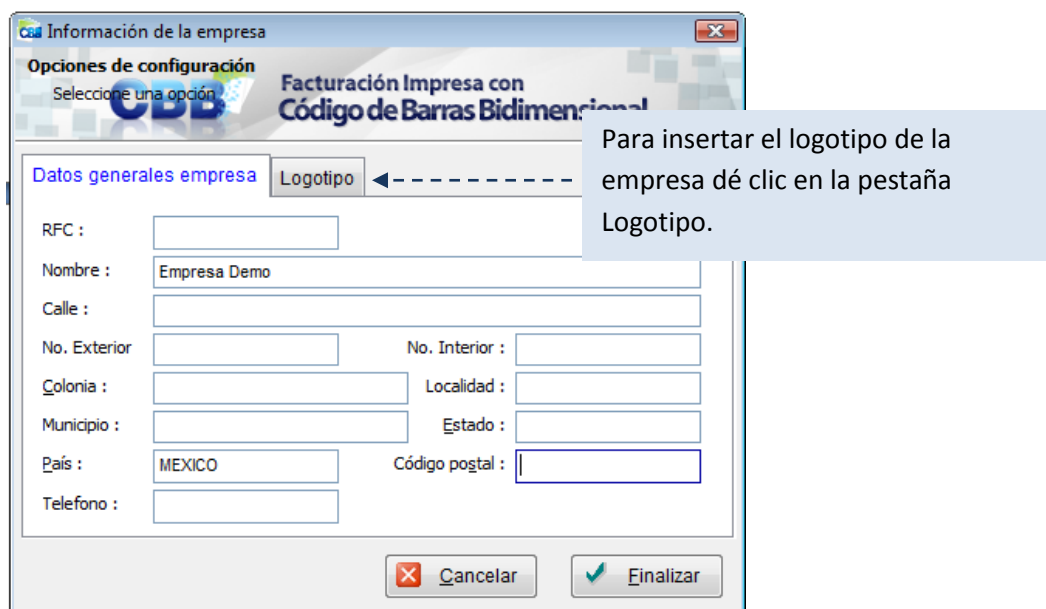 CBB Información de la empresa
Opciones de configuración
Seleccione una opción
CBB
Facturación Impresa con
Código de Barras Bidimensional
Para insertar el logotipo de la
empresa dé clic en la pestaña
Logotipo.
Datos generales empresa Logotipo
RFC :
Nombre : Empresa Demo
Calle :
No. Exterior No. Interior :
Colonia : Localidad :
Municipio : Estado :
País : MEXICO Código postal :
Telefono :
Cancelar Finalizar